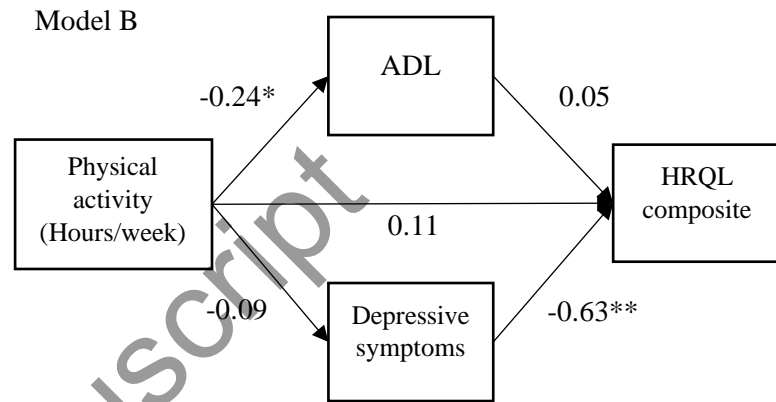 Model B
ADL
-0.24*
0.05
Physical
activity
(Hours/week)
HRQL
composite
0.11
-0.09
Depressive
symptoms
-0.63**
uscript